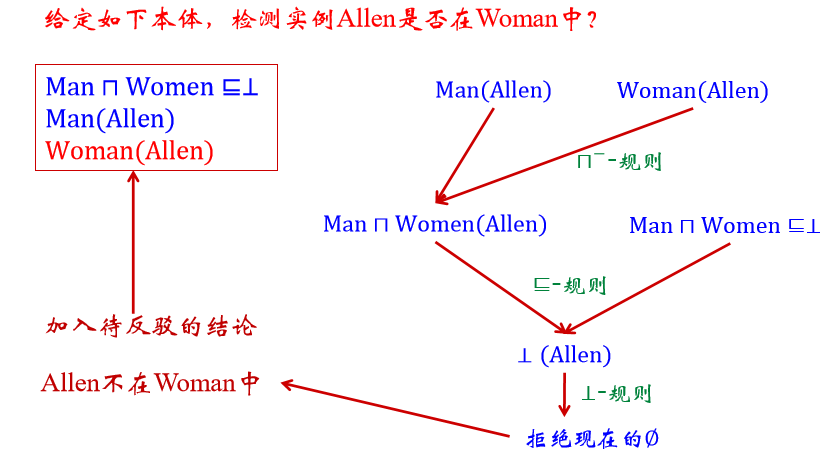 给定如下本体，检测实例Allen是否在Woman中？
Man ⊓ Women ⊑⊥
Man(Allen)
Woman(Allen)
Man(Allen) Woman(Allen)
⊓⁻-规则
Man ⊓ Women(Allen) Man ⊓ Women ⊑⊥
⊑-规则
加入待反驳的结论
⊥ (Allen)
Allen不在Woman中
⊥-规则
拒绝现在的∅